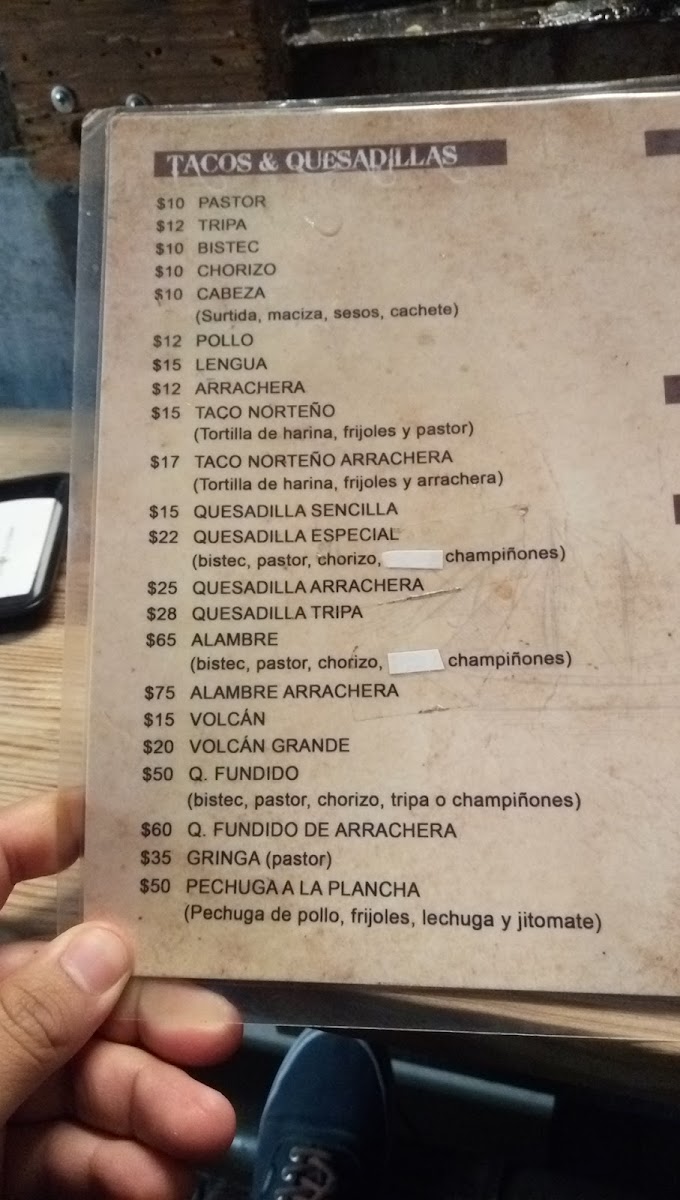 TACOS & QUESADILLAS
$10 PASTOR
$12 TRIPA
$10 BISTEC
$10 CHORIZO
$10 CABEZA
(Surtida, maciza, sesos, cachete)
$12 POLLO
$15 LENGUA
$12 ARRACHERA
$15 TACO NORTEÑO
(Tortilla de harina, frijoles y pastor)
$17 TACO NORTEÑO ARRACHERA
(Tortilla de harina, frijoles y arrachera)
$15 QUESADILLA SENCILLA
$22 QUESADILLA ESPECIAL
(bistec, pastor, chorizo, champiñones)
$25 QUESADILLA ARRACHERA
$28 QUESADILLA TRIPA
$65 ALAMBRE
(bistec, pastor, chorizo, champiñones)
$75 ALAMBRE ARRACHERA
$15 VOLCÁN
$20 VOLCÁN GRANDE
$50 Q. FUNDIDO
(bistec, pastor, chorizo, tripa o champiñones)
$60 Q. FUNDIDO DE ARRACHERA
$35 GRINGA (pastor)
$50 PECHUGA A LA PLANCHA
(Pechuga de pollo, frijoles, lechuga y jitomate)